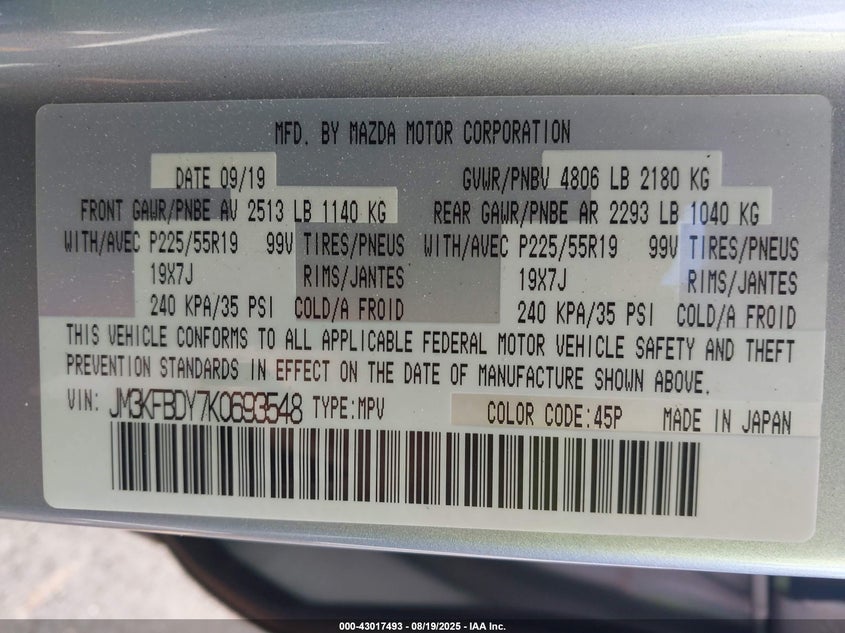 MFD. BY MAZDA MOTOR CORPORATION
DATE 09/19 GVWR/PNBV 4806 LB 2180 KG
FRONT GAWR/PNBE AV 2513 LB 1140 KG REAR GAWR/PNBE AR 2293 LB 1040 KG
WITH/AVEC P225/55R19 99V TIRES/PNEUS WITH/AVEC P225/55R19 99V TIRES/PNEUS
19X7J RIMS/JANTES 19X7J RIMS/JANTES
240 KPA/35 PSI COLD/A FROID 240 KPA/35 PSI COLD/A FROID
THIS VEHICLE CONFORMS TO ALL APPLICABLE FEDERAL MOTOR VEHICLE SAFETY AND THEFT
PREVENTION STANDARDS IN EFFECT ON THE DATE OF MANUFACTURE SHOWN ABOVE.
VIN: JM3KFBDY7K0693548 TYPE:MPV COLOR CODE:45P MADE IN JAPAN
000-43017493 - 08/19/2025 - IAA Inc.